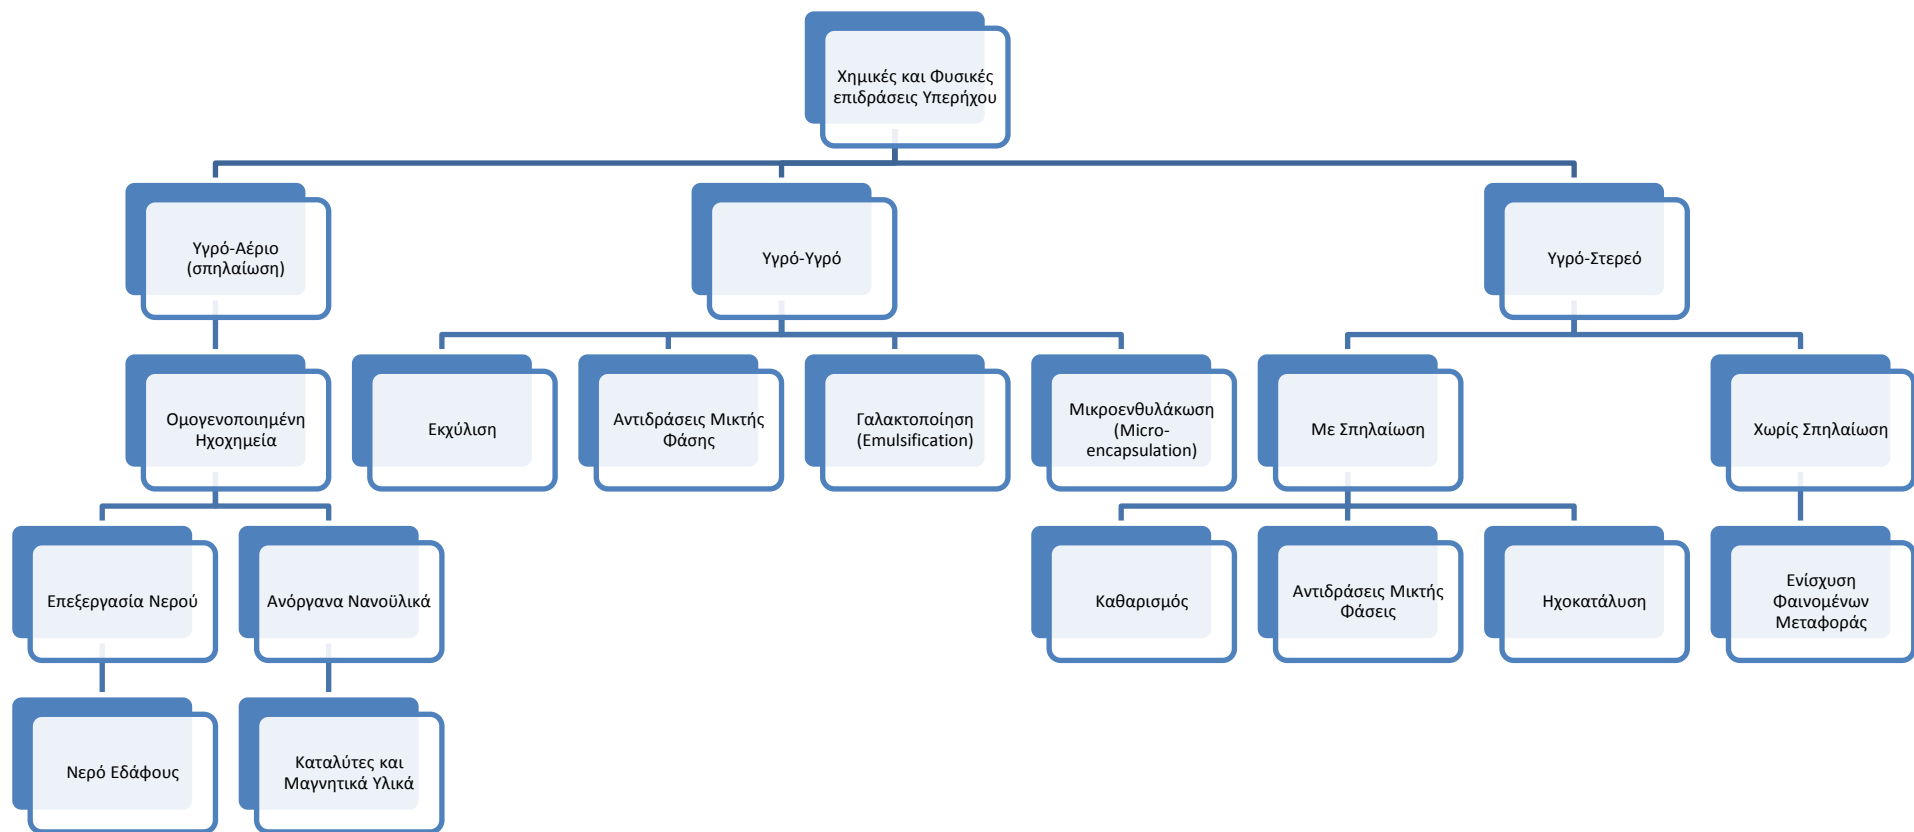 Χημικές και Φυσικές
επιδράσεις Υπερήχου
Υγρό-Αέριο
(σπηλαίωση)
Υγρό-Υγρό
Υγρό-Στερεό
Ομογενοποιημένη
Ηχοχημεία
Εκχύλιση
Αντιδράσεις Μικτής
Φάσης
Γαλακτοποίηση
(Emulsification)
Μικροενθυλάκωση
(Micro-
encapsulation)
Με Σπηλαίωση
Χωρίς Σπηλαίωση
Επεξεργασία Νερού
Ανόργανα Νανοϋλικά
Καθαρισμός
Αντιδράσεις Μικτής
Φάσεις
Ηχοκατάλυση
Ενίσχυση
Φαινομένων
Μεταφοράς
Νερό Εδάφους
Καταλύτες και
Μαγνητικά Υλικά